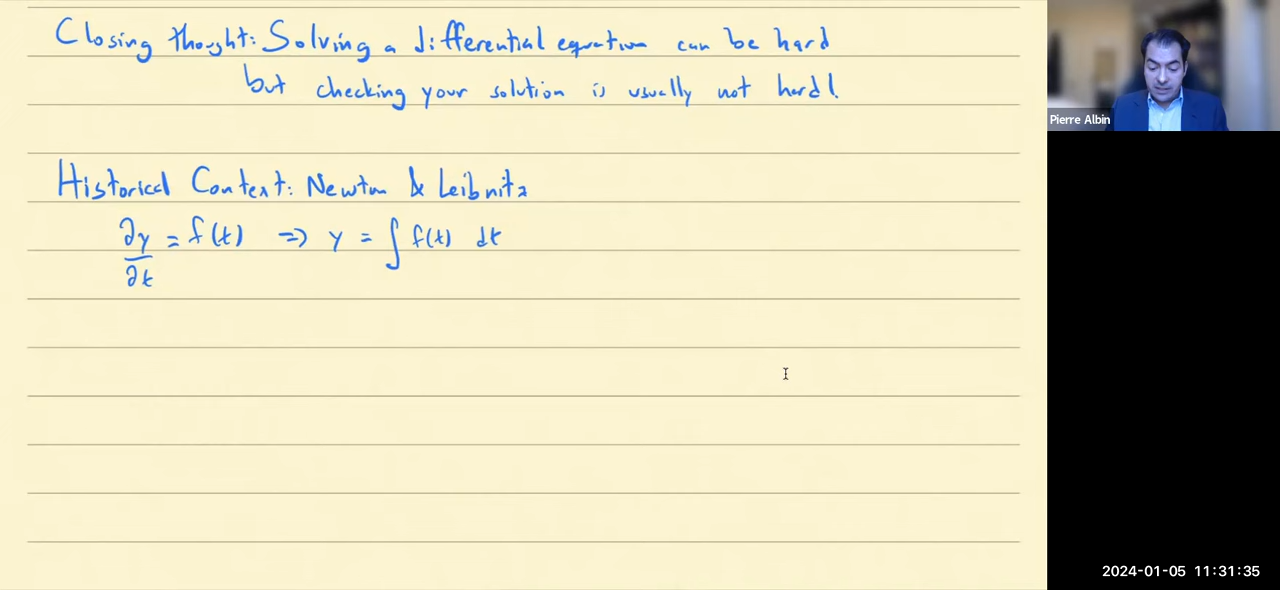 Closing thought: Solving a differential equation can be hard
but checking your solution is usually not hard!
Historical Context: Newton & Leibnitz
∂y/∂t = f(t) => y = ∫ f(t) dt
Pierre Albin
2024-01-05 11:31:35